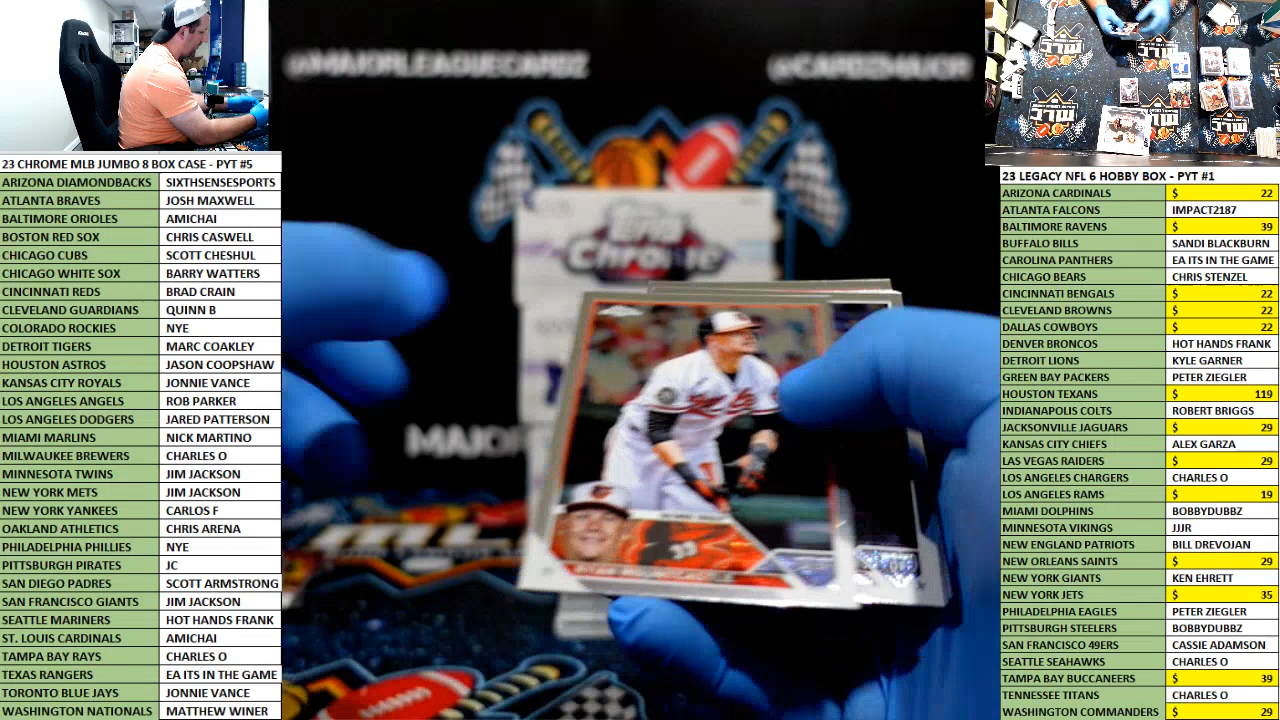 @MAJORLEAGUECARDZ
@CARDZMAYOR
Chrome
MAJOR
33
MLC
23 CHROME MLB JUMBO 8 BOX CASE - PYT #5
ARIZONA DIAMONDBACKS SIXTHSENSESPORTS
ATLANTA BRAVES JOSH MAXWELL
BALTIMORE ORIOLES AMICHAI
BOSTON RED SOX CHRIS CASWELL
CHICAGO CUBS SCOTT CHESHUL
CHICAGO WHITE SOX BARRY WATTERS
CINCINNATI REDS BRAD CRAIN
CLEVELAND GUARDIANS QUINN B
COLORADO ROCKIES NYE
DETROIT TIGERS MARC COAKLEY
HOUSTON ASTROS JASON COOPSHAW
KANSAS CITY ROYALS JONNIE VANCE
LOS ANGELES ANGELS ROB PARKER
LOS ANGELES DODGERS JARED PATTERSON
MIAMI MARLINS NICK MARTINO
MILWAUKEE BREWERS CHARLES O
MINNESOTA TWINS JIM JACKSON
NEW YORK METS JIM JACKSON
NEW YORK YANKEES CARLOS F
OAKLAND ATHLETICS CHRIS ARENA
PHILADELPHIA PHILLIES NYE
PITTSBURGH PIRATES JC
SAN DIEGO PADRES SCOTT ARMSTRONG
SAN FRANCISCO GIANTS JIM JACKSON
SEATTLE MARINERS HOT HANDS FRANK
ST. LOUIS CARDINALS AMICHAI
TAMPA BAY RAYS CHARLES O
TEXAS RANGERS EA ITS IN THE GAME
TORONTO BLUE JAYS JONNIE VANCE
WASHINGTON NATIONALS MATTHEW WINER
23 LEGACY NFL 6 HOBBY BOX - PYT #1
ARIZONA CARDINALS $ 22
ATLANTA FALCONS IMPACT2187
BALTIMORE RAVENS $ 39
BUFFALO BILLS SANDI BLACKBURN
CAROLINA PANTHERS EA ITS IN THE GAME
CHICAGO BEARS CHRIS STENZEL
CINCINNATI BENGALS $ 22
CLEVELAND BROWNS $ 22
DALLAS COWBOYS $ 22
DENVER BRONCOS HOT HANDS FRANK
DETROIT LIONS KYLE GARNER
GREEN BAY PACKERS PETER ZIEGLER
HOUSTON TEXANS $ 119
INDIANAPOLIS COLTS ROBERT BRIGGS
JACKSONVILLE JAGUARS $ 29
KANSAS CITY CHIEFS ALEX GARZA
LAS VEGAS RAIDERS $ 29
LOS ANGELES CHARGERS CHARLES O
LOS ANGELES RAMS $ 19
MIAMI DOLPHINS BOBBYDUBBZ
MINNESOTA VIKINGS JJJR
NEW ENGLAND PATRIOTS BILL DREVOJAN
NEW ORLEANS SAINTS $ 29
NEW YORK GIANTS KEN EHRETT
NEW YORK JETS $ 35
PHILADELPHIA EAGLES PETER ZIEGLER
PITTSBURGH STEELERS BOBBYDUBBZ
SAN FRANCISCO 49ERS CASSIE ADAMSON
SEATTLE SEAHAWKS CHARLES O
TAMPA BAY BUCCANEERS $ 39
TENNESSEE TITANS CHARLES O
WASHINGTON COMMANDERS $ 29